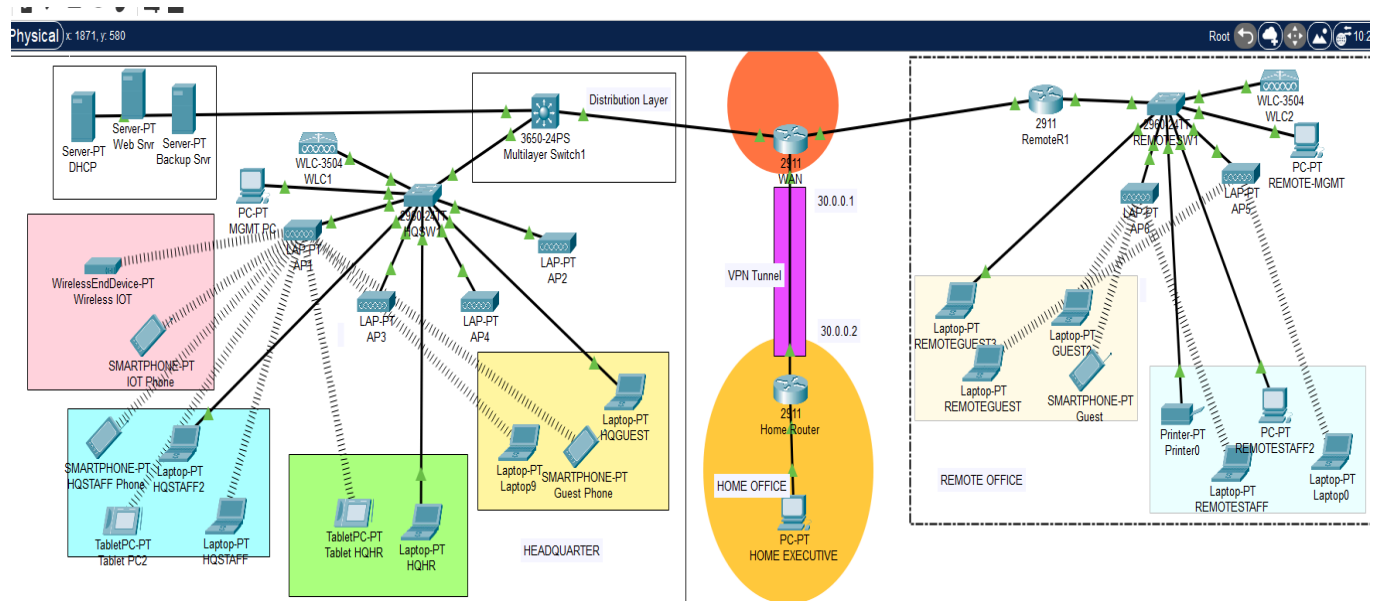 Physical
x: 1871, y: 580
Root
10:2
Server-PT
DHCP
Server-PT
Web Srvr
Server-PT
Backup Srvr
WLC-3504
WLC1
PC-PT
MGMT PC
3650-24PS
Multilayer Switch1
Distribution Layer
2960-24TT
HQSW1
LAP-PT
AP1
LAP-PT
AP2
LAP-PT
AP3
LAP-PT
AP4
WirelessEndDevice-PT
Wireless IOT
SMARTPHONE-PT
IOT Phone
SMARTPHONE-PT
HQSTAFF Phone
Laptop-PT
HQSTAFF2
TabletPC-PT
Tablet PC2
Laptop-PT
HQSTAFF
TabletPC-PT
Tablet HQHR
Laptop-PT
HQHR
Laptop-PT
HQGUEST
Laptop-PT
Laptop9
SMARTPHONE-PT
Guest Phone
HEADQUARTER
2911
WAN
30.0.0.1
VPN Tunnel
30.0.0.2
2911
Home Router
HOME OFFICE
PC-PT
HOME EXECUTIVE
2911
RemoteR1
2960-24TT
REMOTESW1
WLC-3504
WLC2
PC-PT
REMOTE-MGMT
LAP-PT
AP6
LAP-PT
AP5
Laptop-PT
REMOTEGUEST3
Laptop-PT
GUEST2
Laptop-PT
REMOTEGUEST
SMARTPHONE-PT
Guest
REMOTE OFFICE
Printer-PT
Printer0
PC-PT
REMOTESTAFF2
Laptop-PT
REMOTESTAFF
Laptop-PT
Laptop0